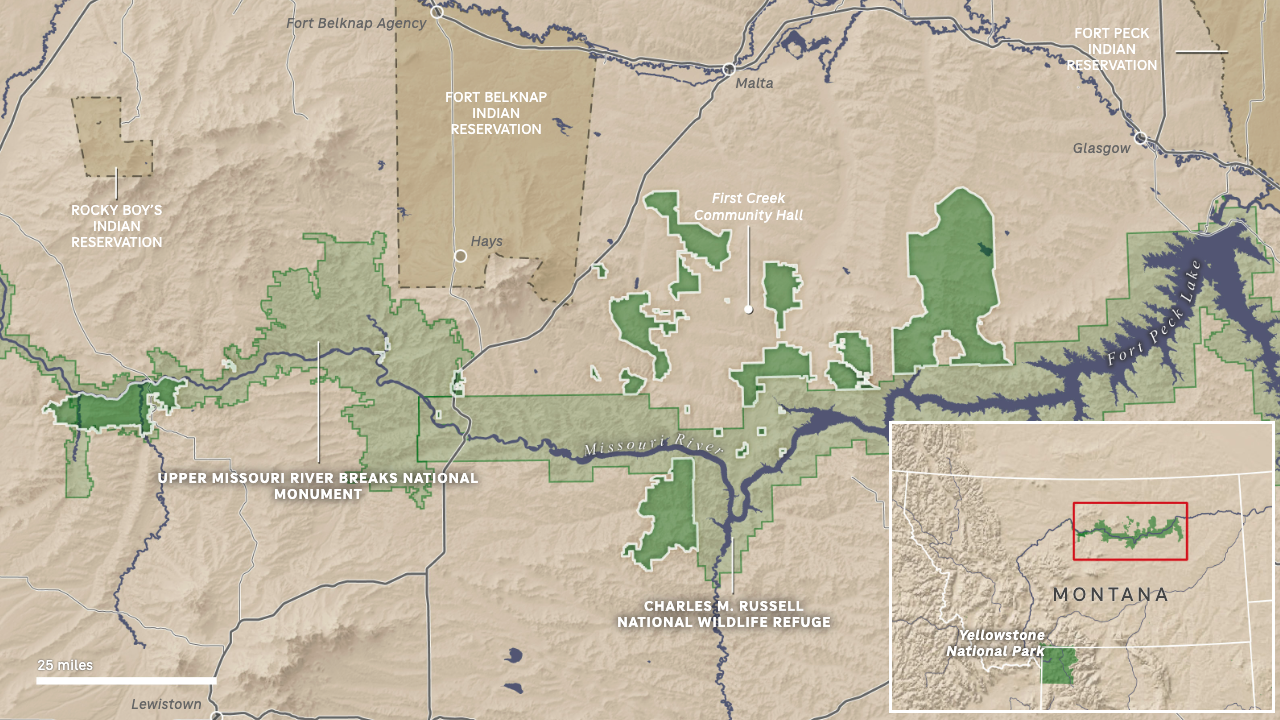 Fort Belknap Agency
FORT PECK
INDIAN
RESERVATION
Malta
FORT BELKNAP
INDIAN
RESERVATION
Glasgow
ROCKY BOY'S
INDIAN
RESERVATION
First Creek
Community Hall
Hays
Fort Peck Lake
Missouri River
UPPER MISSOURI RIVER BREAKS NATIONAL
MONUMENT
CHARLES M. RUSSELL
NATIONAL WILDLIFE REFUGE
MONTANA
Yellowstone
National Park
25 miles
Lewistown